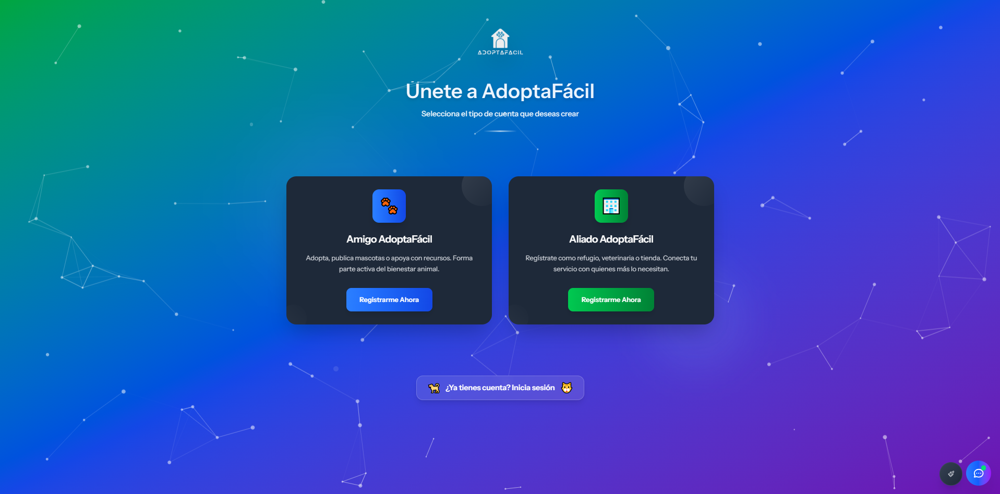 ADOPTAFACIL
Únete a AdoptaFácil
Selecciona el tipo de cuenta que deseas crear
Amigo AdoptaFácil
Adopta, publica mascotas o apoya con recursos. Forma
parte activa del bienestar animal.
Registrarme Ahora
Aliado AdoptaFácil
Regístrate como refugio, veterinaria o tienda. Conecta tu
servicio con quienes más lo necesitan.
Registrarme Ahora
¿Ya tienes cuenta? Inicia sesión